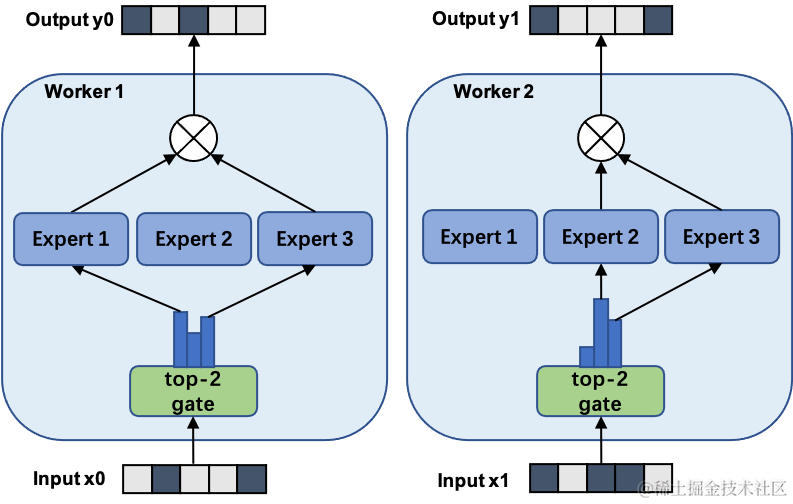 Output y0
Output y1
Worker 1
Worker 2
Expert 1
Expert 2
Expert 3
Expert 1
Expert 2
Expert 3
top-2
gate
top-2
gate
Input x0
Input x1
@稀土掘金技术社区